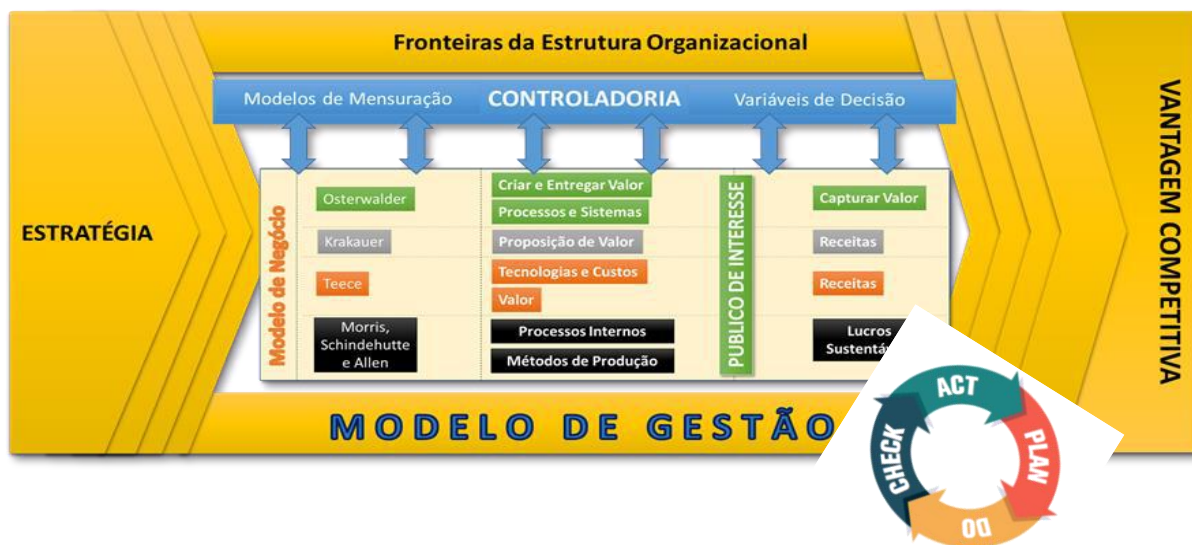 Fronteiras da Estrutura Organizacional
Modelos de Mensuração
CONTROLADORIA
Variáveis de Decisão
ESTRATÉGIA
Modelo de Negócio
Osterwalder
Criar e Entregar Valor
Processos e Sistemas
Capturar Valor
Krakauer
Proposição de Valor
Receitas
Teece
Tecnologias e Custos
Valor
Receitas
Morris,
Schindehutte
e Allen
Processos Internos
Métodos de Produção
Lucros
PUBLICO DE INTERESSE
VANTAGEM COMPETITIVA
MODELO DE GESTÃO
ACT
PLAN
DO
CHECK